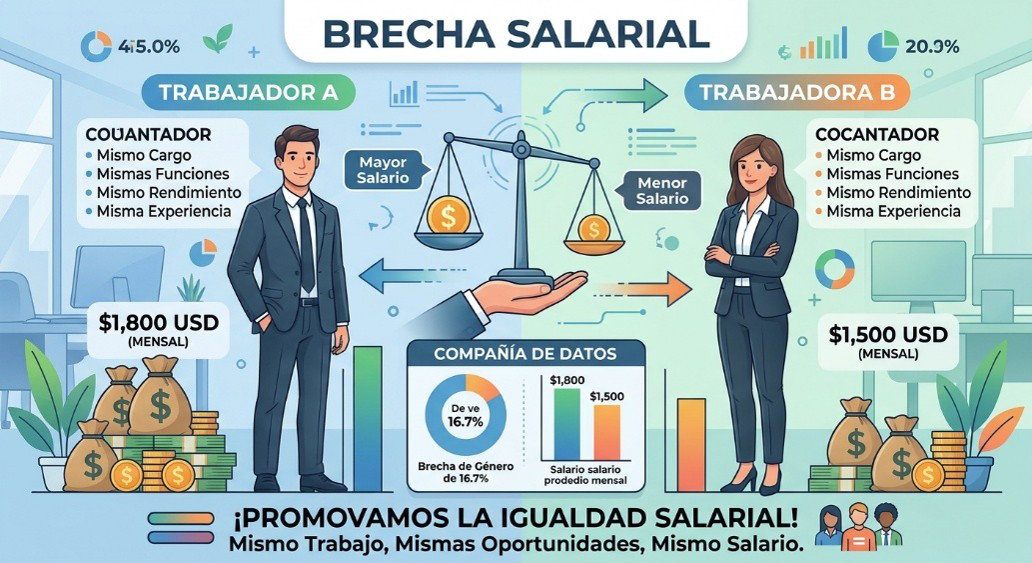 BRECHA SALARIAL
20.0%
TRABAJADOR A
TRABAJADORA B
COUANTADOR
• Mismo Cargo
• Mismas Funciones
• Mismo Rendimiento
• Misma Experiencia
Mayor
Salario
Menor
Salario
COCANTADOR
• Mismo Cargo
• Mismas Funciones
• Mismo Rendimiento
• Misma Experiencia
$1,800 USD
(MENSAL)
$1,500 USD
(MENSAL)
COMPAÑÍA DE DATOS
De ve
16.7%
Brecha de Género
de 16.7%
$1,800
$1,500
Salario salario
prodedio mensal
¡PROMOVAMOS LA IGUALDAD SALARIAL!
Mismo Trabajo, Mismas Oportunidades, Mismo Salario.